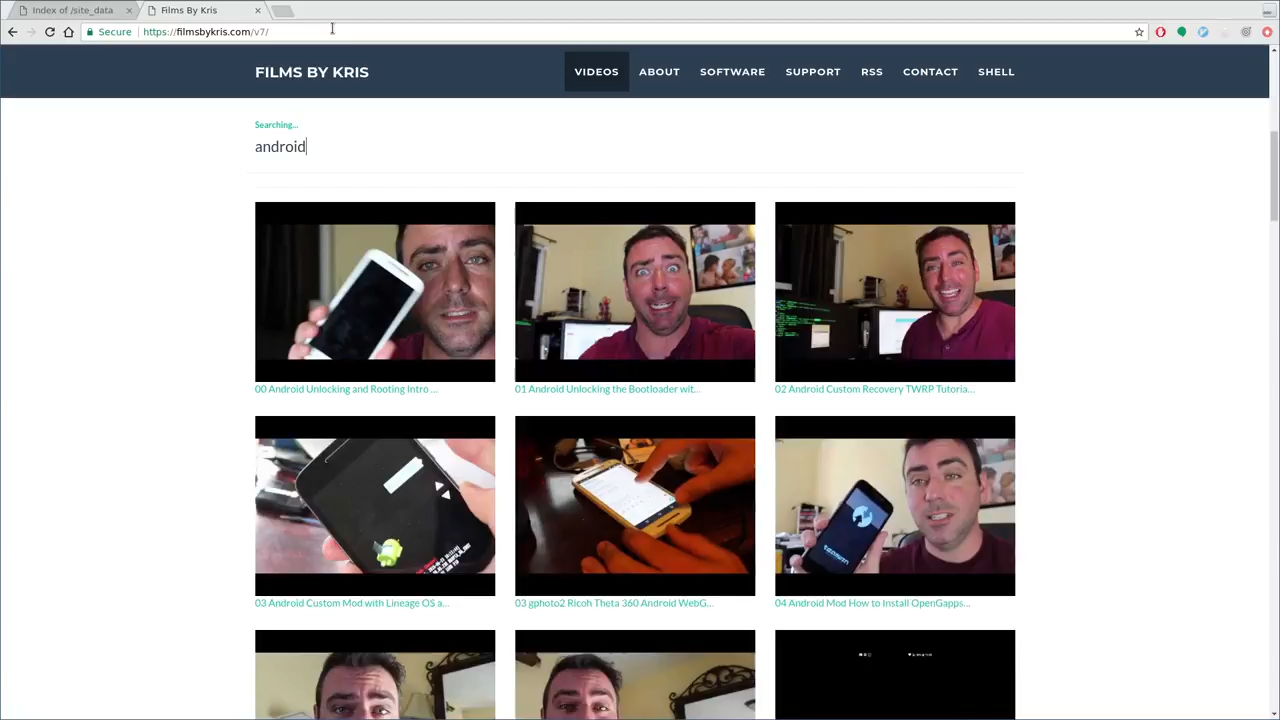 Index of /site_data
Films By Kris
Secure
https://filmsbykris.com/v7/
FILMS BY KRIS
VIDEOS ABOUT SOFTWARE SUPPORT RSS CONTACT SHELL
Searching...
android
00 Android Unlocking and Rooting Intro ...
01 Android Unlocking the Bootloader wit...
02 Android Custom Recovery TWRP Tutoria...
03 Android Custom Mod with Lineage OS a...
03 gphoto2 Ricoh Theta 360 Android WebG...
04 Android Mod How to Install OpenGapps...